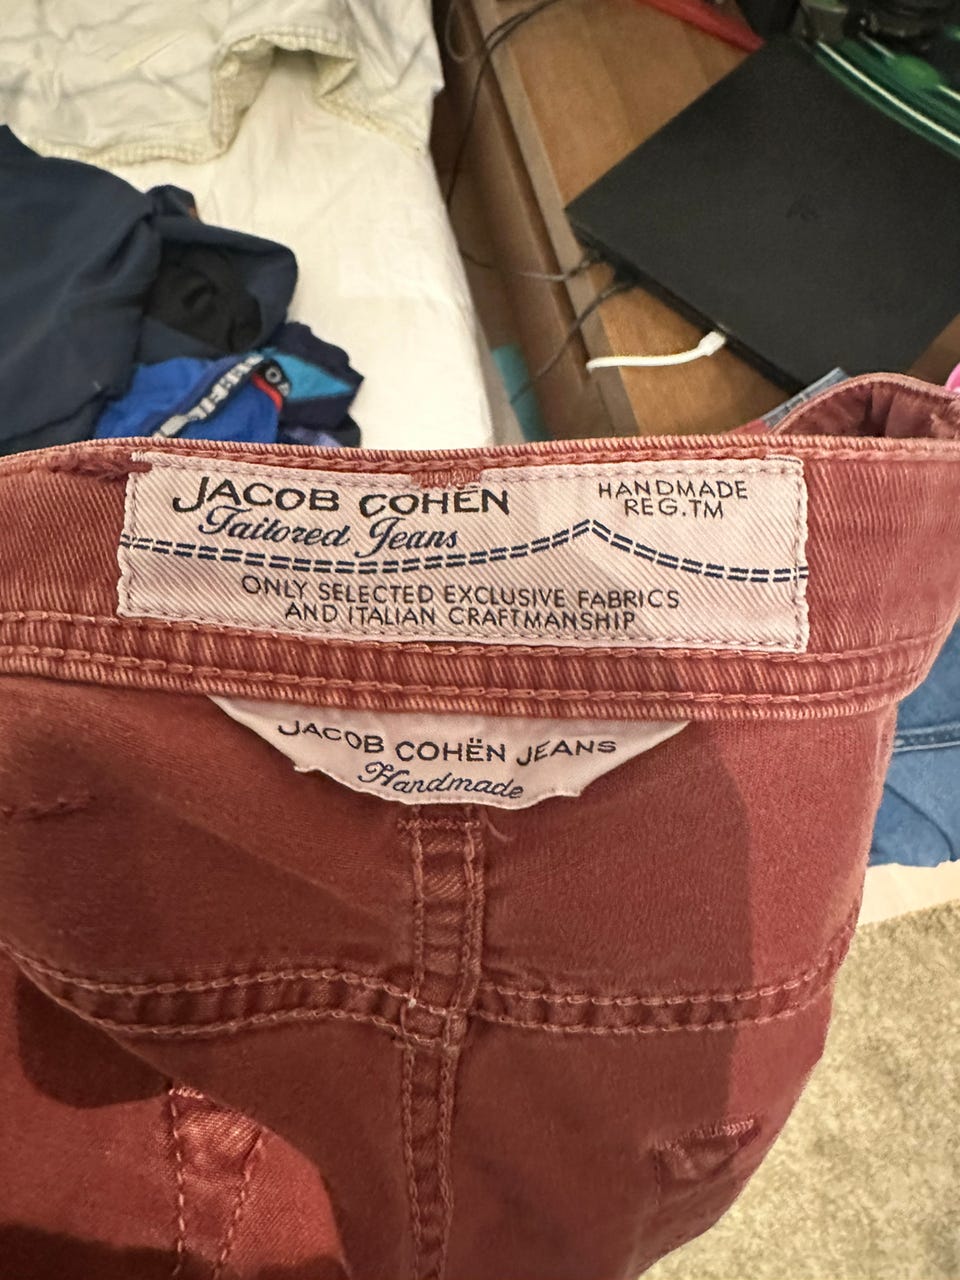 JACOB COHËN
Tailored Jeans
HANDMADE
REG.TM
ONLY SELECTED EXCLUSIVE FABRICS
AND ITALIAN CRAFTMANSHIP
JACOB COHËN JEANS
Handmade